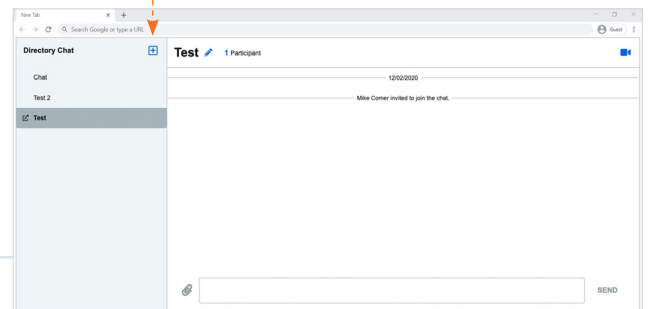 New Tab
Search Google or type a URL
Guest
Directory Chat
Test
1 Participant
Chat
12/02/2020
Test 2
Mike Comer invited to join the chat.
Test
SEND